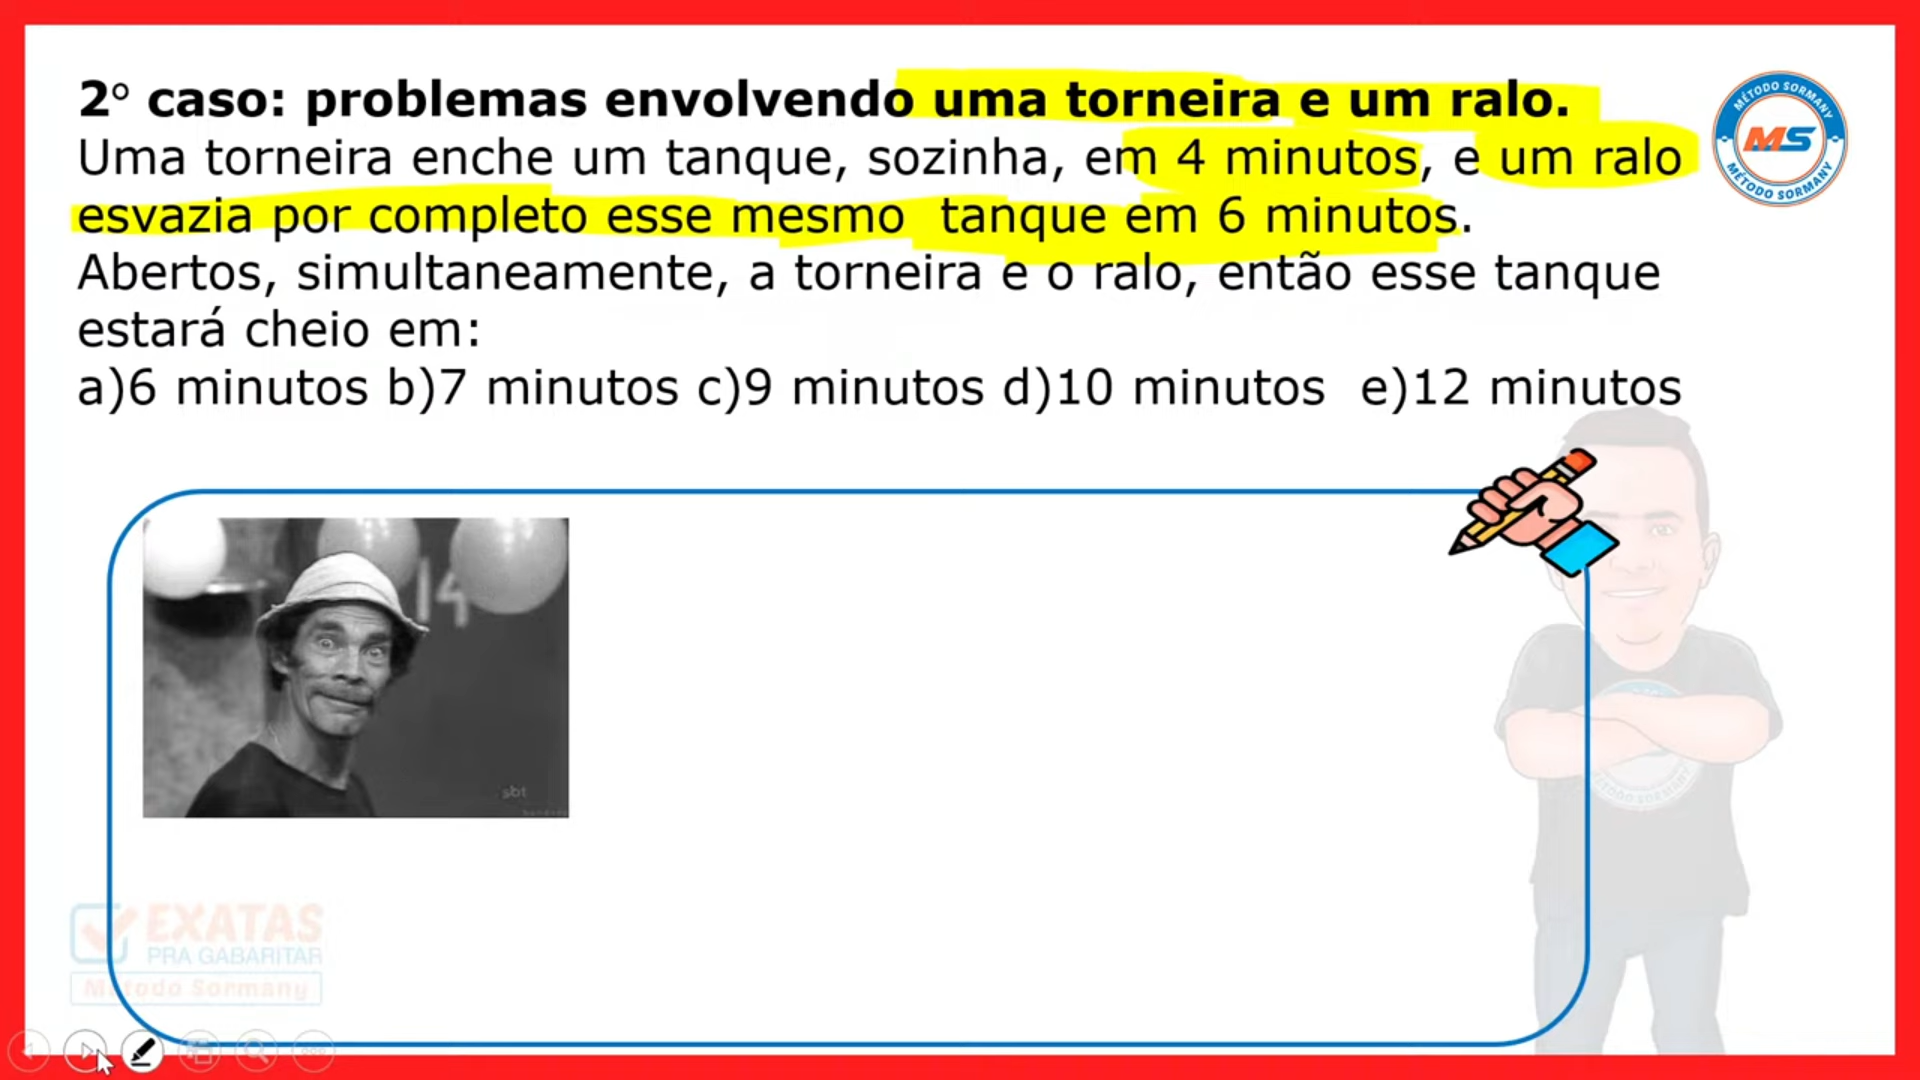 2° caso: problemas envolvendo uma torneira e um ralo.
Uma torneira enche um tanque, sozinha, em 4 minutos, e um ralo
esvazia por completo esse mesmo tanque em 6 minutos.
Abertos, simultaneamente, a torneira e o ralo, então esse tanque
estará cheio em:
a)6 minutos b)7 minutos c)9 minutos d)10 minutos e)12 minutos
MÉTODO SORMANY
MS
MÉTODO SORMANY
14
sbt
EXATAS
PRA GABARITAR
Método Sormany